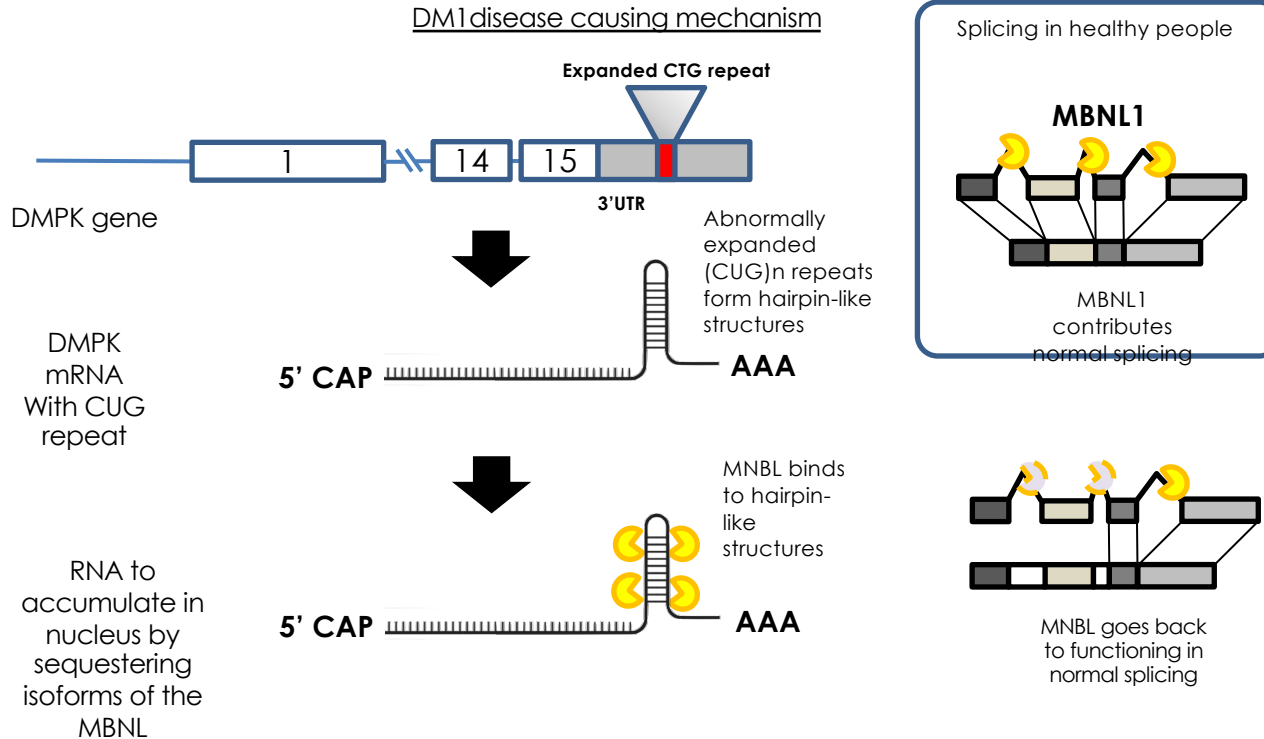 DM1disease causing mechanism
Expanded CTG repeat
1
14
15
3'UTR
DMPK gene
Abnormally
expanded
(CUG)n repeats
form hairpin-like
structures
DMPK
mRNA
With CUG
repeat
5' CAP
AAA
MNBL binds
to hairpin-
like
structures
RNA to
accumulate in
nucleus by
sequestering
isoforms of the
MBNL
5' CAP
AAA
Splicing in healthy people
MBNL1
MBNL1
contributes
normal splicing
MNBL goes back
to functioning in
normal splicing